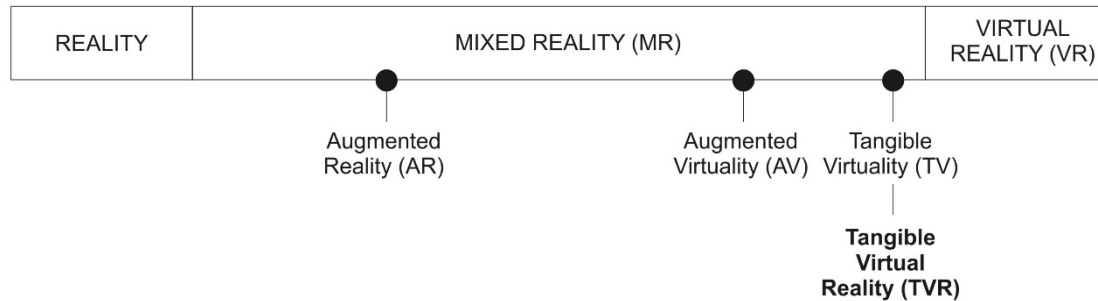 REALITY
MIXED REALITY (MR)
VIRTUAL
REALITY (VR)
Augmented
Reality (AR)
Augmented
Virtuality (AV)
Tangible
Virtuality (TV)
Tangible
Virtual
Reality (TVR)